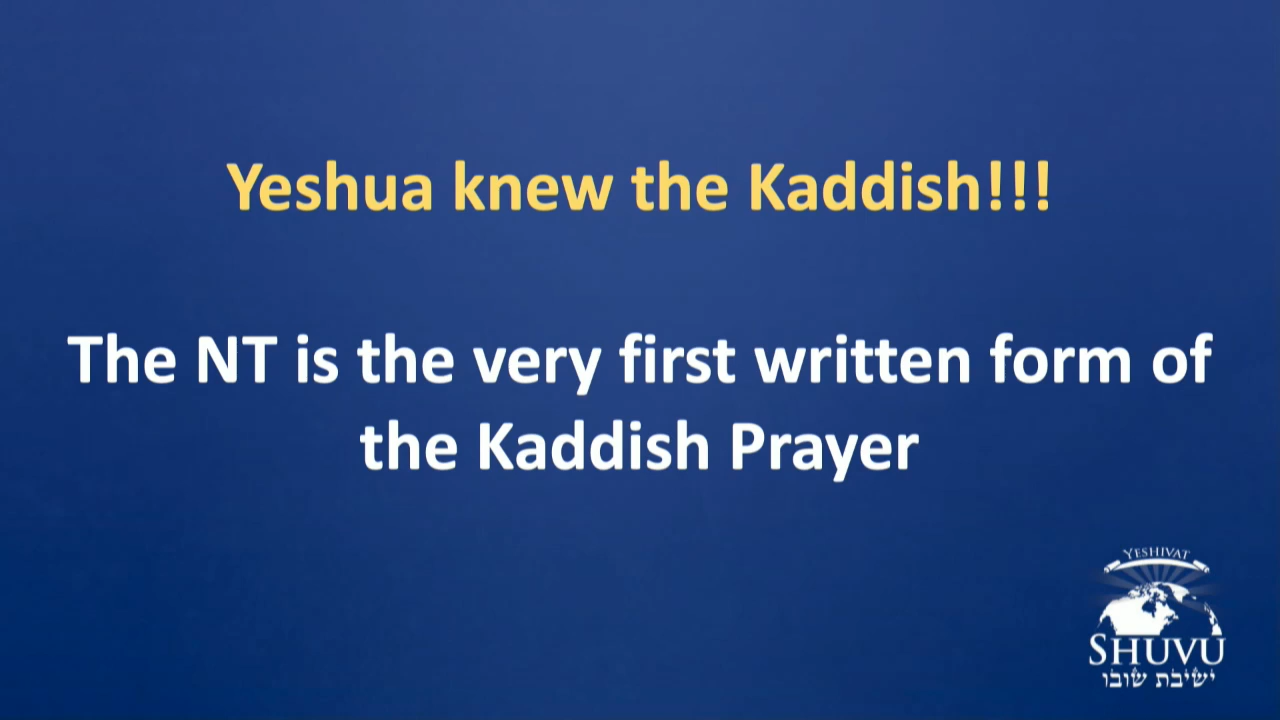 Yeshua knew the Kaddish!!!
The NT is the very first written form of
the Kaddish Prayer
YESHIVAT
SHUVU
ישיבת שובו